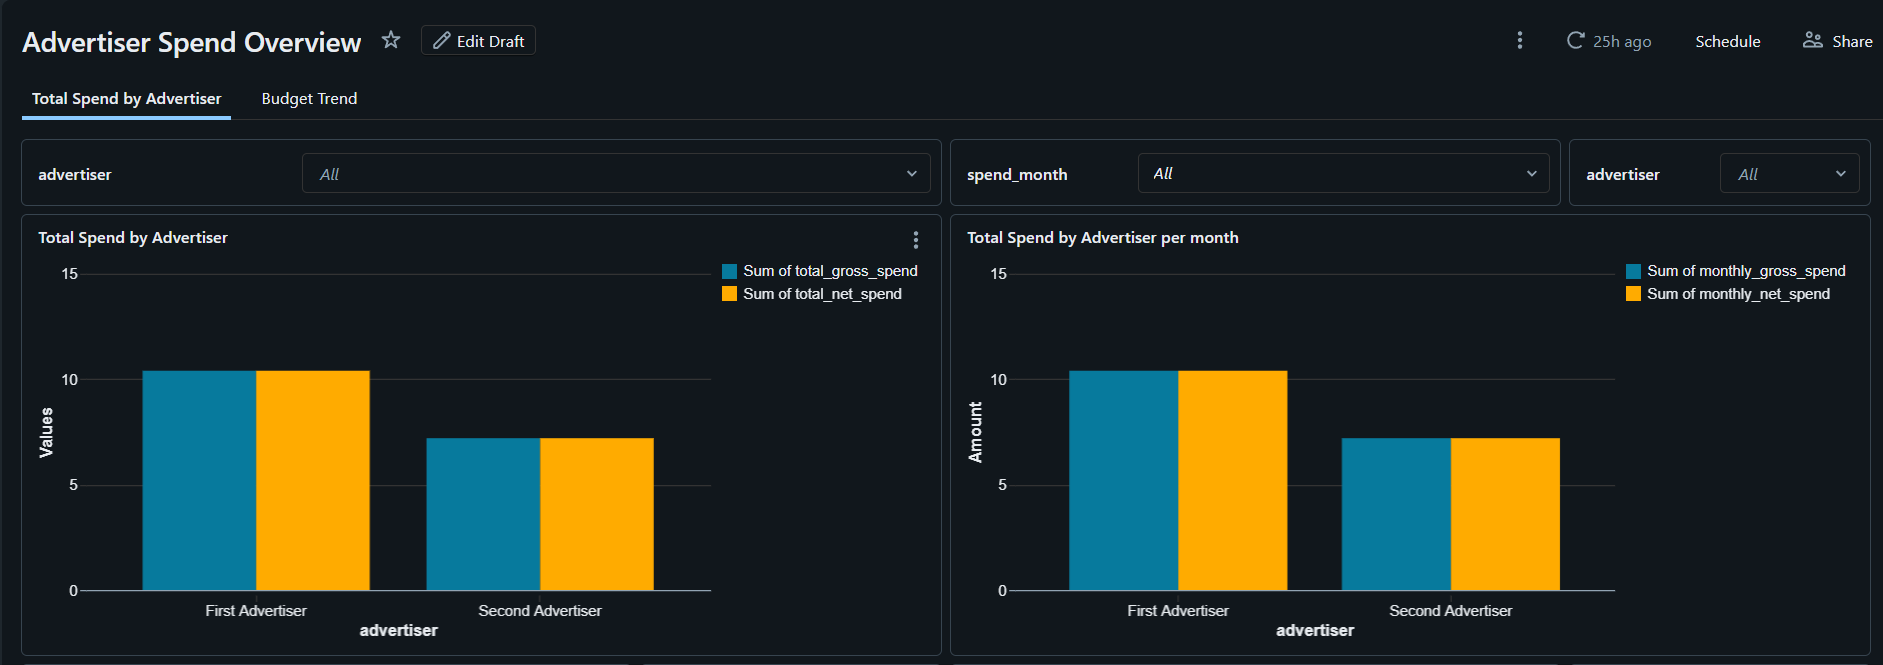 Advertiser Spend Overview
Edit Draft
25h ago
Schedule
Share
Total Spend by Advertiser
Budget Trend
advertiser
All
spend_month
All
advertiser
All
Total Spend by Advertiser
15
10
5
0
Values
First Advertiser
Second Advertiser
advertiser
Sum of total_gross_spend
Sum of total_net_spend
Total Spend by Advertiser per month
15
10
5
0
Amount
First Advertiser
Second Advertiser
advertiser
Sum of monthly_gross_spend
Sum of monthly_net_spend